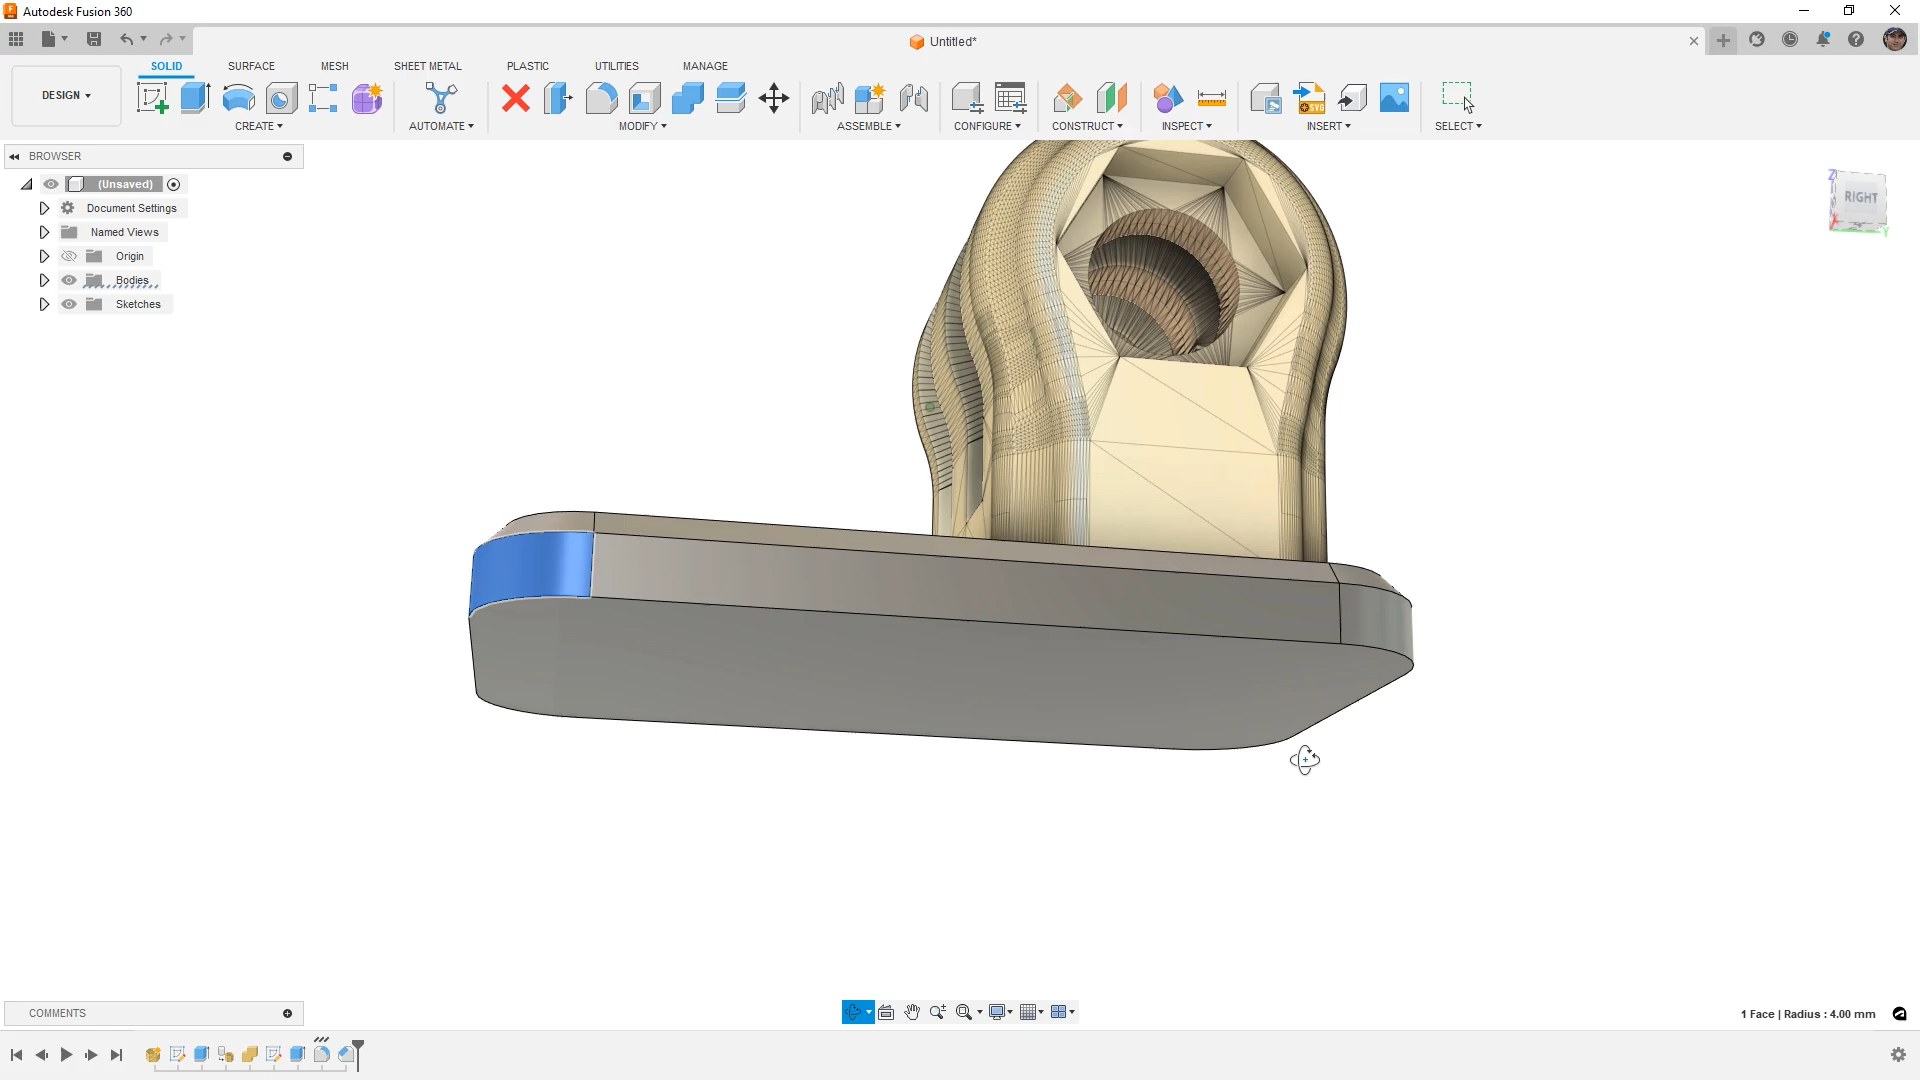 Autodesk Fusion 360
Untitled*
DESIGN
SOLID
SURFACE
MESH
SHEET METAL
PLASTIC
UTILITIES
MANAGE
CREATE
AUTOMATE
MODIFY
ASSEMBLE
CONFIGURE
CONSTRUCT
INSPECT
INSERT
SELECT
SVG
BROWSER
(Unsaved)
Document Settings
Named Views
Origin
Bodies
Sketches
Z
RIGHT
X
Y
COMMENTS
1 Face | Radius : 4.00 mm